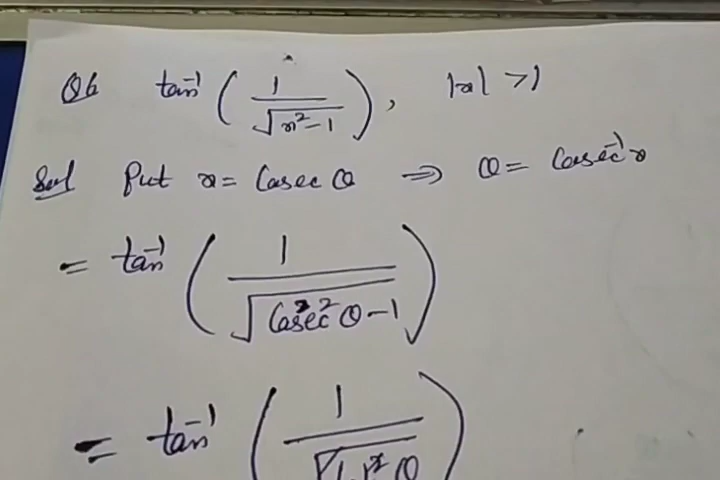 Q6 tan⁻¹ ( 1 / √(x²-1) ), |x| > 1
Sol Put x = Cosec θ ⇒ θ = Cosec⁻¹x
= tan⁻¹ ( 1 / √(Cosec²θ-1) )
= tan⁻¹ ( 1 / √(cot²θ) )